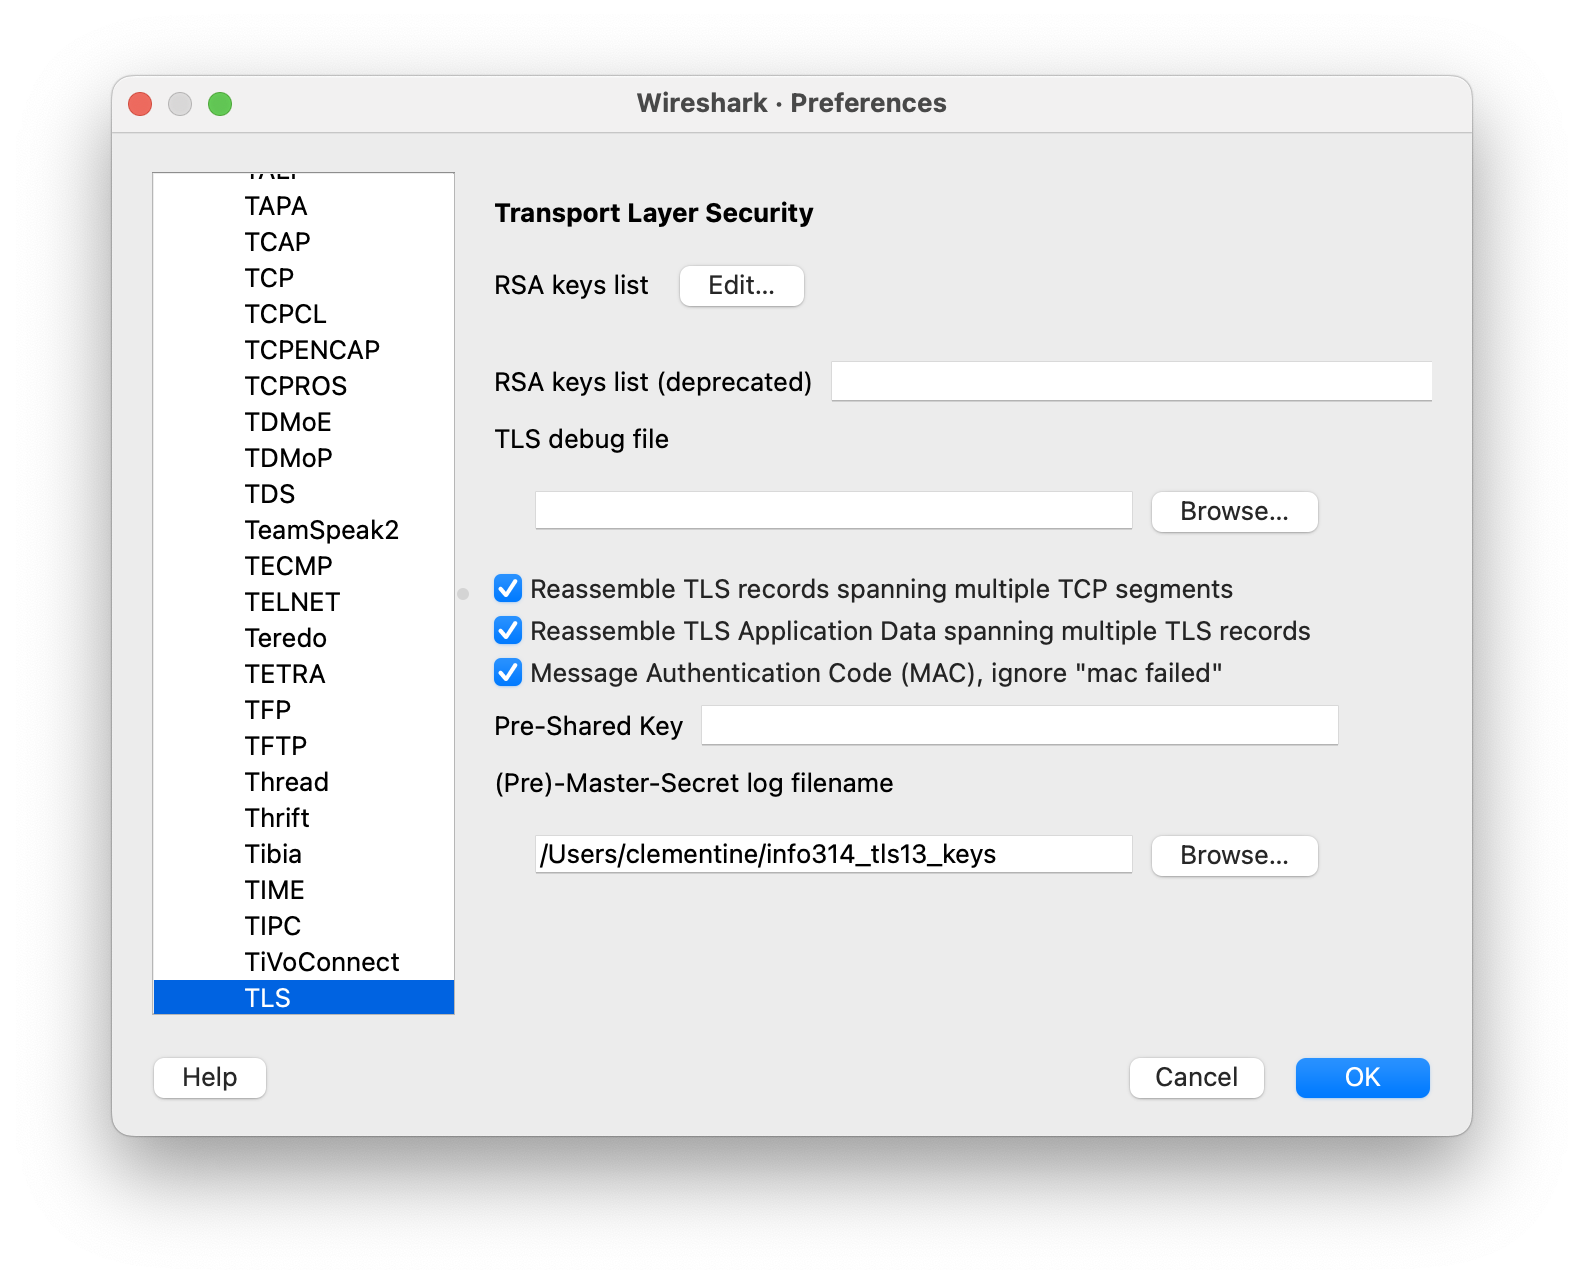 Wireshark · Preferences
TAPA
TCAP
TCP
TCPCL
TCPENCAP
TCPROS
TDMoE
TDMoP
TDS
TeamSpeak2
TECMP
TELNET
Teredo
TETRA
TFP
TFTP
Thread
Thrift
Tibia
TIME
TIPC
TiVoConnect
TLS
Transport Layer Security
RSA keys list Edit...
RSA keys list (deprecated)
TLS debug file
Browse...
Reassemble TLS records spanning multiple TCP segments
Reassemble TLS Application Data spanning multiple TLS records
Message Authentication Code (MAC), ignore "mac failed"
Pre-Shared Key
(Pre)-Master-Secret log filename
/Users/clementine/info314_tls13_keys Browse...
Help Cancel OK